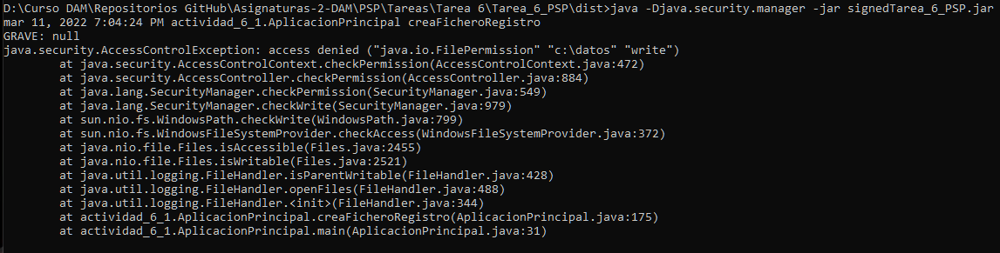 D:\Curso DAM\Repositorios GitHub\Asignaturas-2-DAM\PSP\Tareas\Tarea 6\Tarea_6_PSP\dist>java -Djava.security.manager -jar signedTarea_6_PSP.jar
mar 11, 2022 7:04:24 PM actividad_6_1.AplicacionPrincipal creaFicheroRegistro
GRAVE: null
java.security.AccessControlException: access denied ("java.io.FilePermission" "c:\datos" "write")
        at java.security.AccessControlContext.checkPermission(AccessControlContext.java:472)
        at java.security.AccessController.checkPermission(AccessController.java:884)
        at java.lang.SecurityManager.checkPermission(SecurityManager.java:549)
        at java.lang.SecurityManager.checkWrite(SecurityManager.java:979)
        at sun.nio.fs.WindowsPath.checkWrite(WindowsPath.java:799)
        at sun.nio.fs.WindowsFileSystemProvider.checkAccess(WindowsFileSystemProvider.java:372)
        at java.nio.file.Files.isAccessible(Files.java:2455)
        at java.nio.file.Files.isWritable(Files.java:2521)
        at java.util.logging.FileHandler.isParentWritable(FileHandler.java:428)
        at java.util.logging.FileHandler.openFiles(FileHandler.java:488)
        at java.util.logging.FileHandler.<init>(FileHandler.java:344)
        at actividad_6_1.AplicacionPrincipal.creaFicheroRegistro(AplicacionPrincipal.java:175)
        at actividad_6_1.AplicacionPrincipal.main(AplicacionPrincipal.java:31)